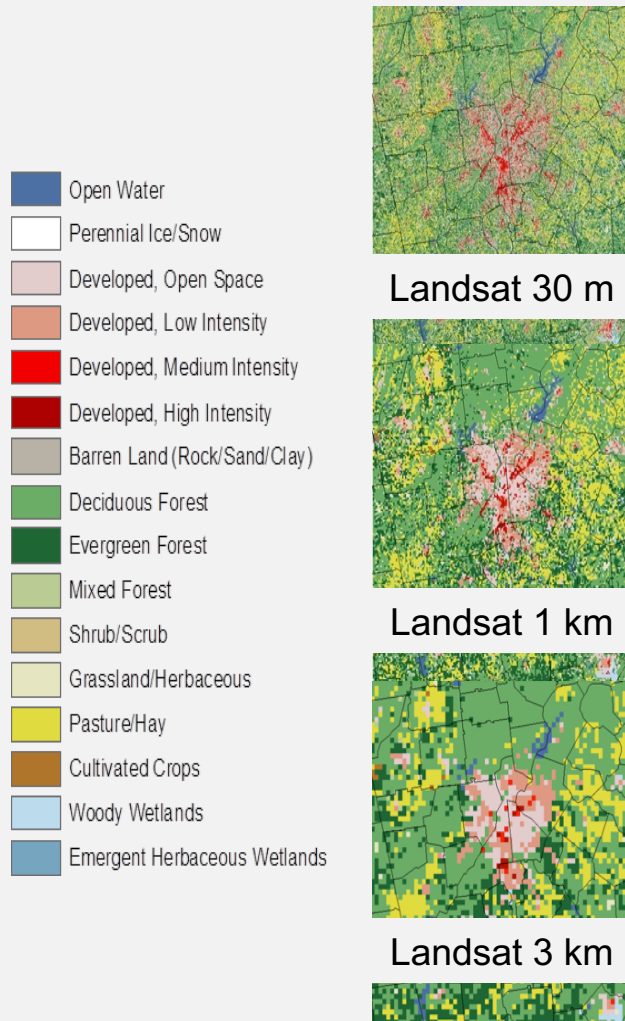 Open Water
Perennial Ice/Snow
Developed, Open Space
Developed, Low Intensity
Developed, Medium Intensity
Developed, High Intensity
Barren Land (Rock/Sand/Clay)
Deciduous Forest
Evergreen Forest
Mixed Forest
Shrub/Scrub
Grassland/Herbaceous
Pasture/Hay
Cultivated Crops
Woody Wetlands
Emergent Herbaceous Wetlands
Landsat 30 m
Landsat 1 km
Landsat 3 km